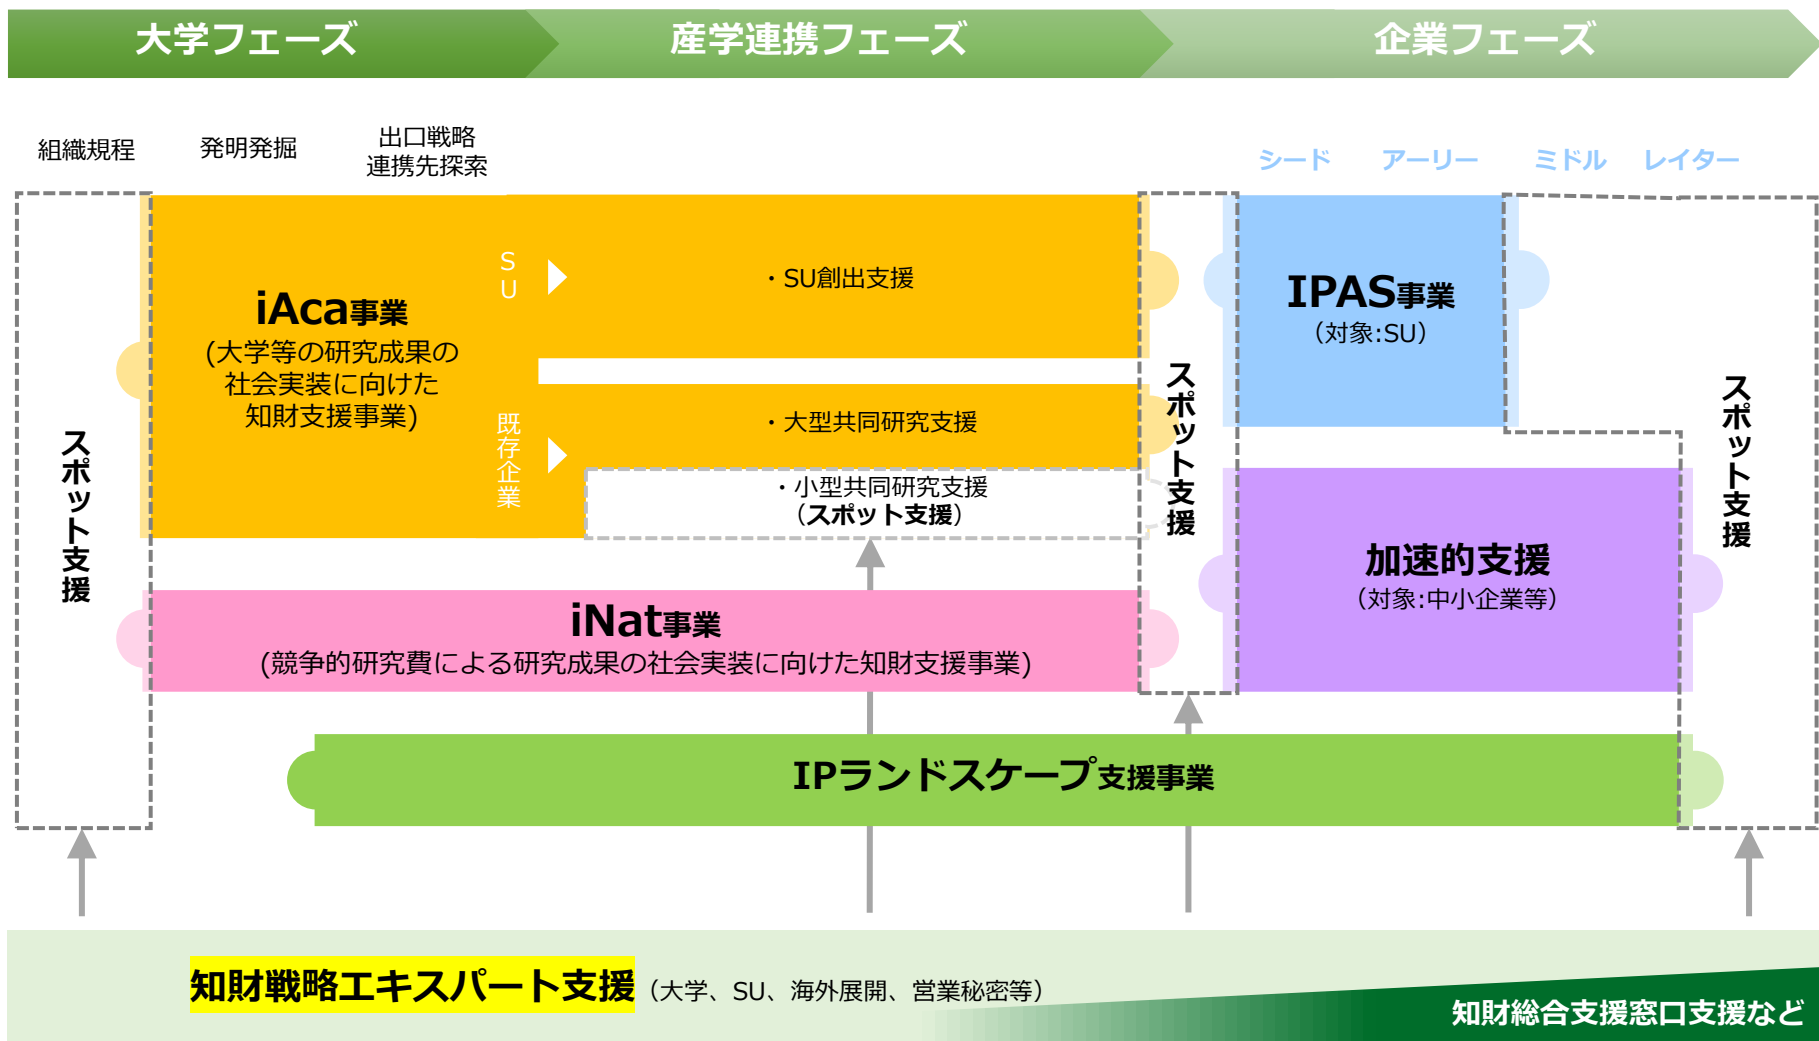 大学フェーズ
産学連携フェーズ
企業フェーズ
組織規程
発明発掘
出口戦略
連携先探索
シード
アーリー
ミドル
レイター
スポット支援
iAca事業
(大学等の研究成果の
社会実装に向けた
知財支援事業)
SU
・SU創出支援
既存企業
・大型共同研究支援
・小型共同研究支援
（スポット支援）
スポット支援
IPAS事業
（対象:SU）
加速的支援
（対象:中小企業等）
スポット支援
iNat事業
(競争的研究費による研究成果の社会実装に向けた知財支援事業)
IPランドスケープ支援事業
知財戦略エキスパート支援（大学、SU、海外展開、営業秘密等）
知財総合支援窓口支援など